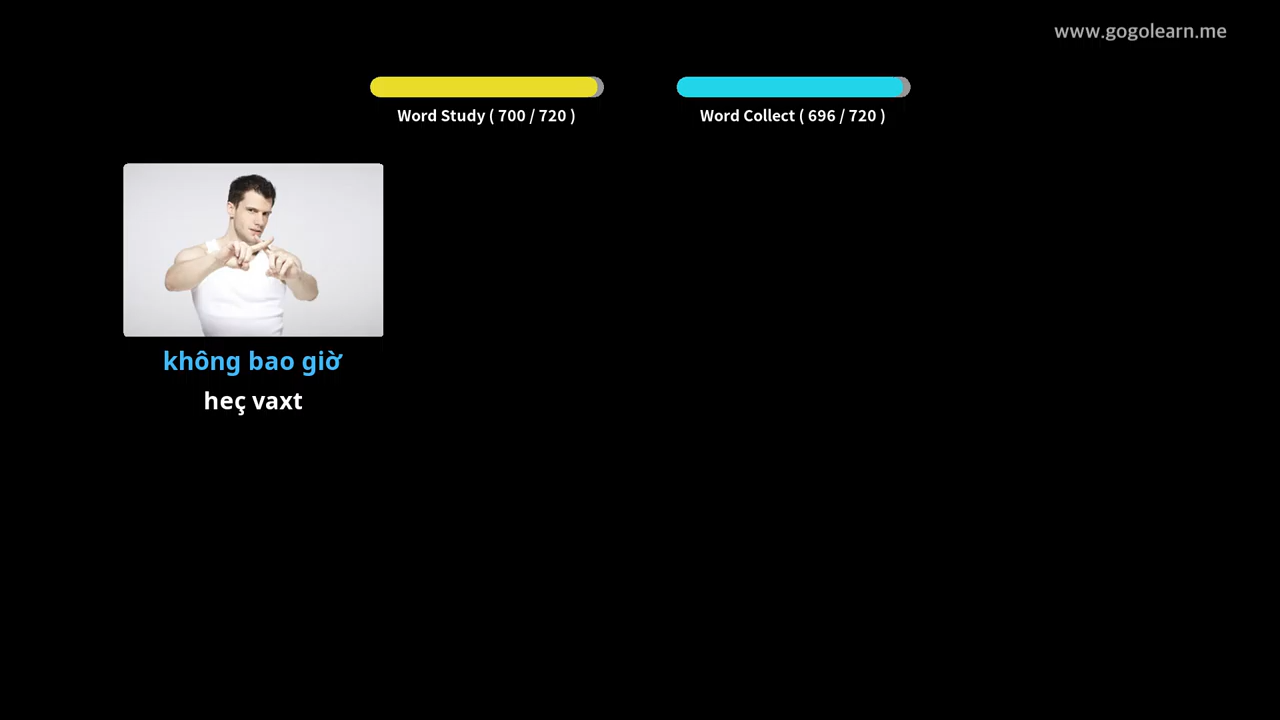 www.gogolearn.me
Word Study ( 700 / 720 )
Word Collect ( 696 / 720 )
không bao giờ
heç vaxt